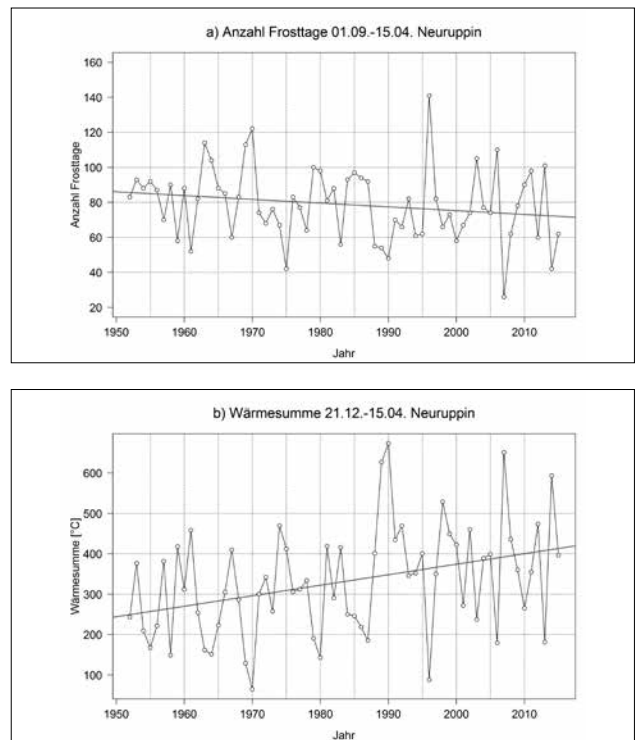 a) Anzahl Frosttage 01.09.-15.04. Neuruppin
Anzahl Frosttage
160
140
120
100
80
60
40
20
1950 1960 1970 1980 1990 2000 2010
Jahr
b) Wärmesumme 21.12.-15.04. Neuruppin
Wärmesumme [°C]
600
500
400
300
200
100
1950 1960 1970 1980 1990 2000 2010
Jahr